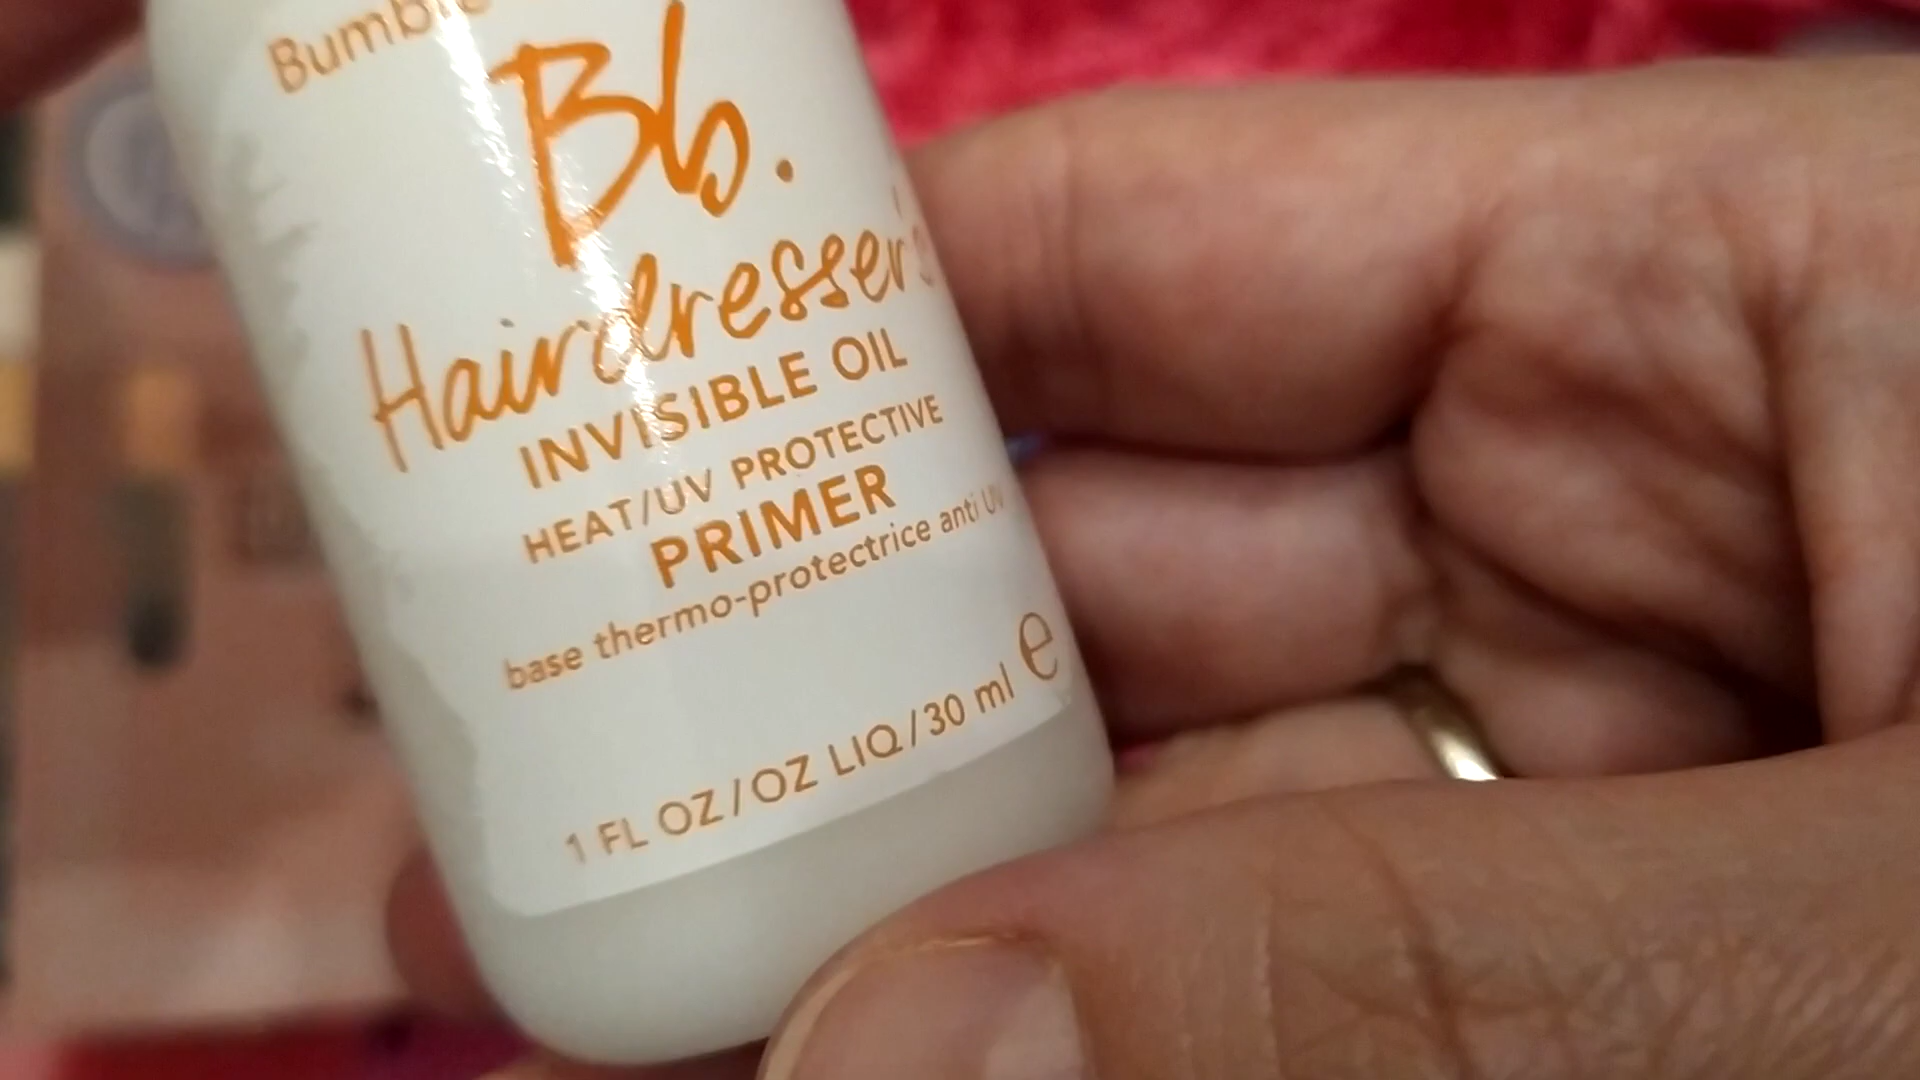 Bumble
Bb.
Hairdresser's
INVISIBLE OIL
HEAT/UV PROTECTIVE
PRIMER
base thermo-protectrice anti UV
1 FL OZ/OZ LIQ/30 ml e